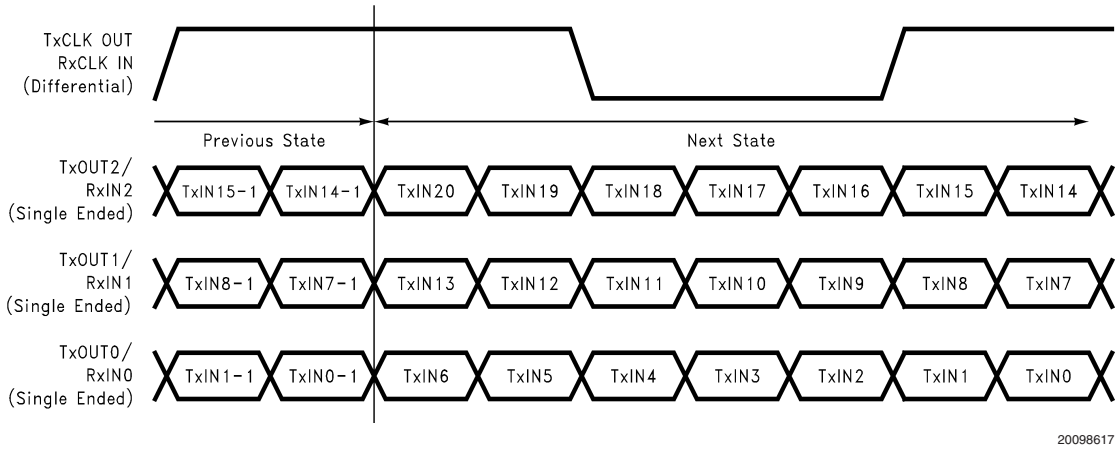 TxCLK OUT
RxCLK IN
(Differential)
Previous State
Next State
TxOUT2/
RxIN2
(Single Ended)
TxIN15-1 TxIN14-1 TxIN20 TxIN19 TxIN18 TxIN17 TxIN16 TxIN15 TxIN14
TxOUT1/
RxIN1
(Single Ended)
TxIN8-1 TxIN7-1 TxIN13 TxIN12 TxIN11 TxIN10 TxIN9 TxIN8 TxIN7
TxOUT0/
RxIN0
(Single Ended)
TxIN1-1 TxIN0-1 TxIN6 TxIN5 TxIN4 TxIN3 TxIN2 TxIN1 TxIN0
20098617